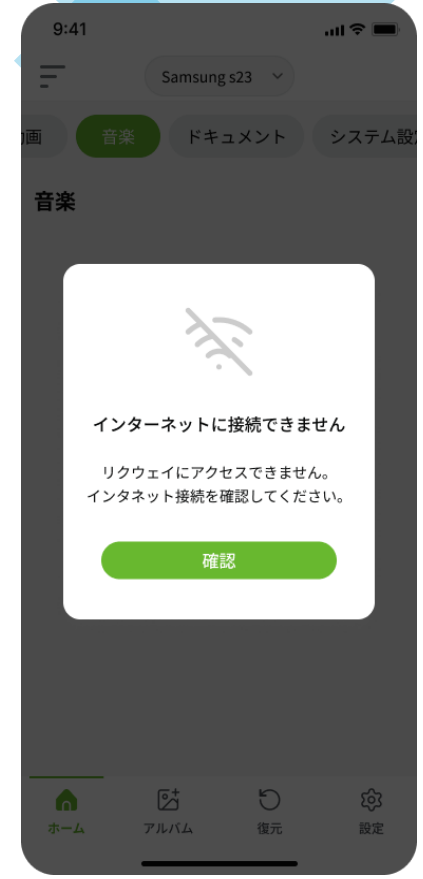 9:41
Samsung s23
動画 音楽 ドキュメント システム設
音楽
インターネットに接続できません
リクウェイにアクセスできません。
インタネット接続を確認してください。
確認
ホーム アルバム 復元 設定